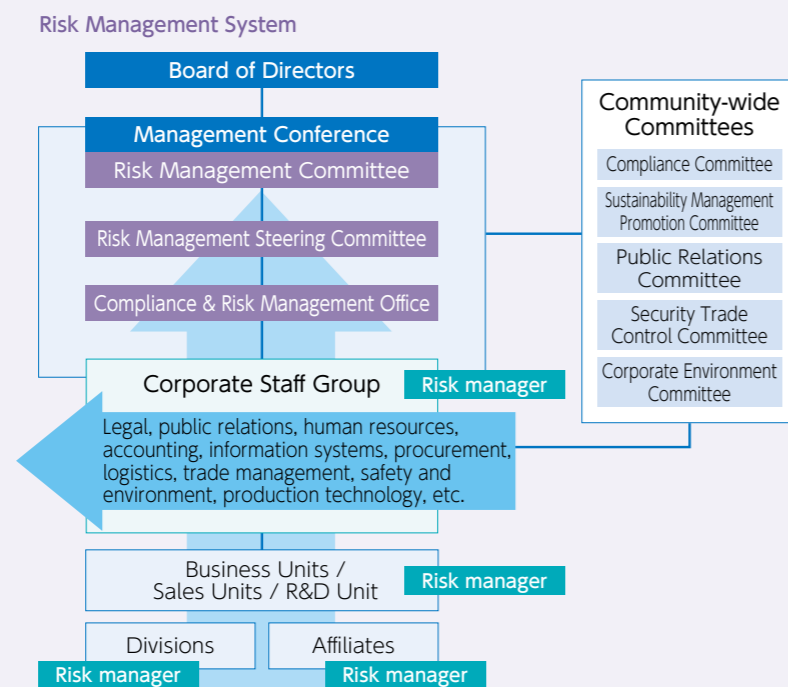 Risk Management System
Board of Directors
Management Conference
Risk Management Committee
Risk Management Steering Committee
Compliance & Risk Management Office
Corporate Staff Group
Risk manager
Legal, public relations, human resources,
accounting, information systems, procurement,
logistics, trade management, safety and
environment, production technology, etc.
Business Units /
Sales Units / R&D Unit
Risk manager
Divisions
Risk manager
Affiliates
Risk manager
Community-wide
Committees
Compliance Committee
Sustainability Management
Promotion Committee
Public Relations
Committee
Security Trade
Control Committee
Corporate Environment
Committee